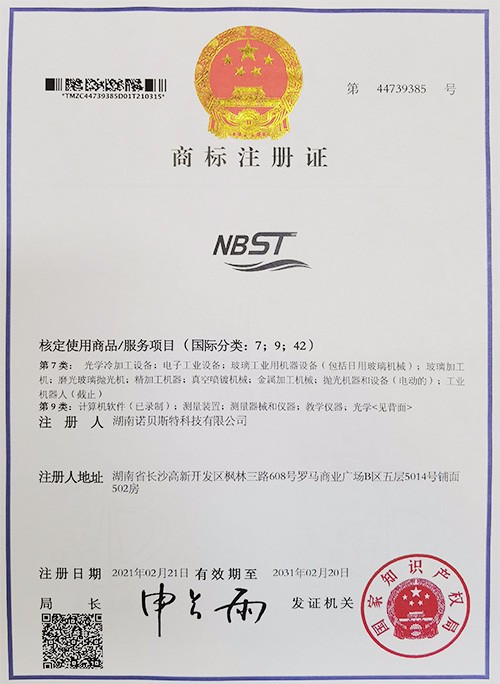 第 44739385 号
*TMZC44739385D01T210315*
商标注册证
NBST
核定使用商品/服务项目（国际分类：7；9；42）
第7类： 光学冷加工设备；电子工业设备；玻璃工业用机器设备（包括日用玻璃机械）；玻璃加工
机；磨光玻璃抛光机；精加工机器；真空喷镀机械；金属加工机械；抛光机器和设备（电动的）；工业
机器人（截止）
第9类：计算机软件（已录制）；测量装置；测量器械和仪器；教学仪器；光学<见背面>
注 册 人 湖南诺贝斯特科技有限公司
注册人地址 湖南省长沙高新开发区枫林三路608号罗马商业广场B区五层5014号铺面
502房
注册日期 2021年02月21日 有效期至 2031年02月20日
局 长 申长雨 发证机关
国家知识产权局